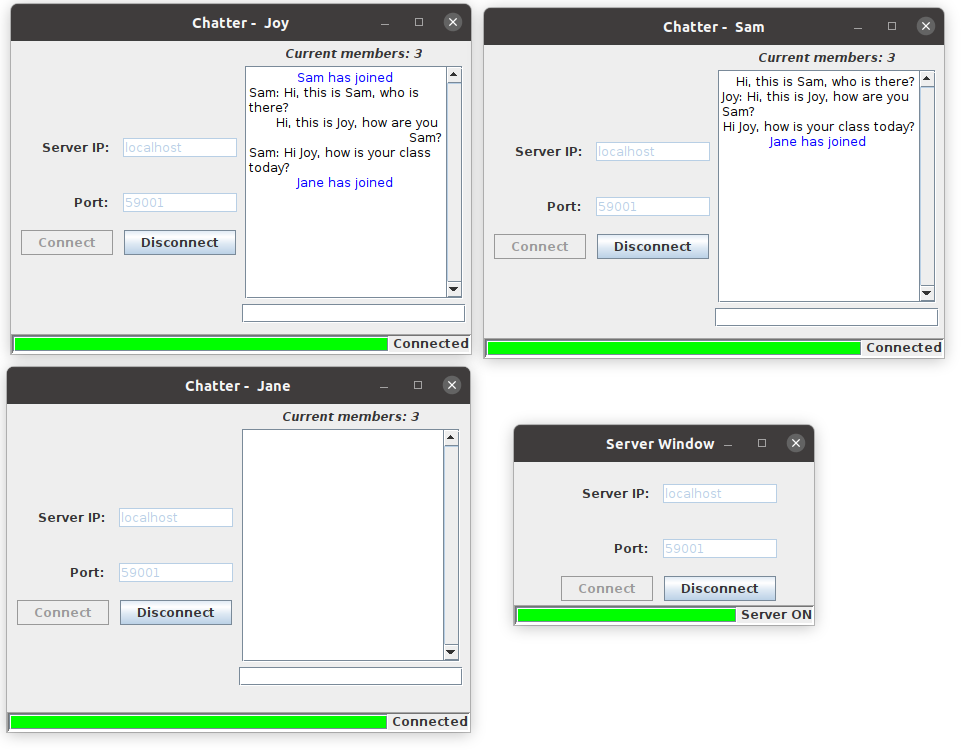 Chatter - Joy
Current members: 3
Sam has joined
Sam: Hi, this is Sam, who is
there?
Hi, this is Joy, how are you
Sam?
Sam: Hi Joy, how is your class
today?
Jane has joined
Server IP: localhost
Port: 59001
Connect Disconnect
Connected
Chatter - Sam
Current members: 3
Hi, this is Sam, who is there?
Joy: Hi, this is Joy, how are you
Sam?
Hi Joy, how is your class today?
Jane has joined
Server IP: localhost
Port: 59001
Connect Disconnect
Connected
Chatter - Jane
Current members: 3
Server IP: localhost
Port: 59001
Connect Disconnect
Connected
Server Window
Server IP: localhost
Port: 59001
Connect Disconnect
Server ON